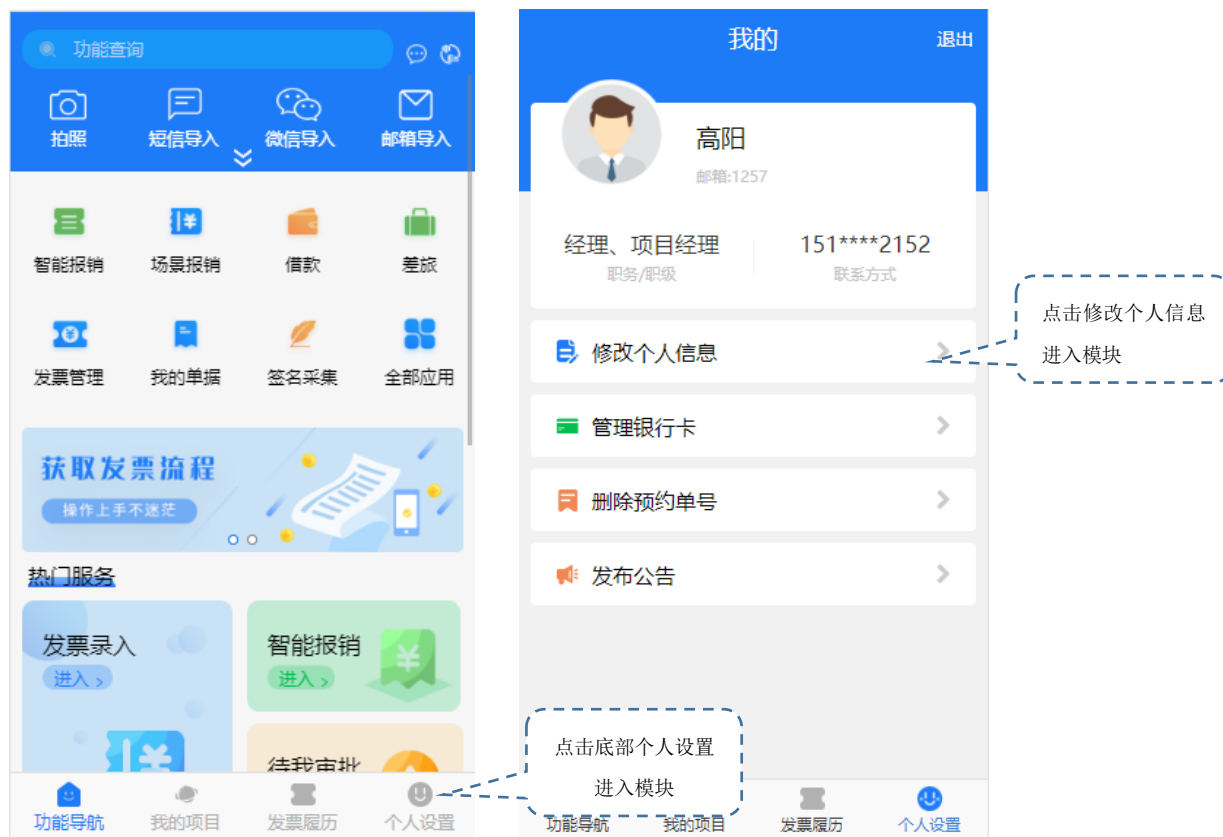 功能查询
拍照
短信导入
微信导入
邮箱导入
智能报销
场景报销
借款
差旅
发票管理
我的单据
签名采集
全部应用
获取发票流程
操作上手不迷茫
热门服务
发票录入
进入 >
智能报销
进入 >
待我审批
功能导航
我的项目
发票履历
个人设置
我的
退出
高阳
邮箱:1257
经理、项目经理
职务/职级
151****2152
联系方式
修改个人信息
管理银行卡
删除预约单号
发布公告
点击修改个人信息
进入模块
点击底部个人设置
进入模块
功能导航
我的项目
发票履历
个人设置